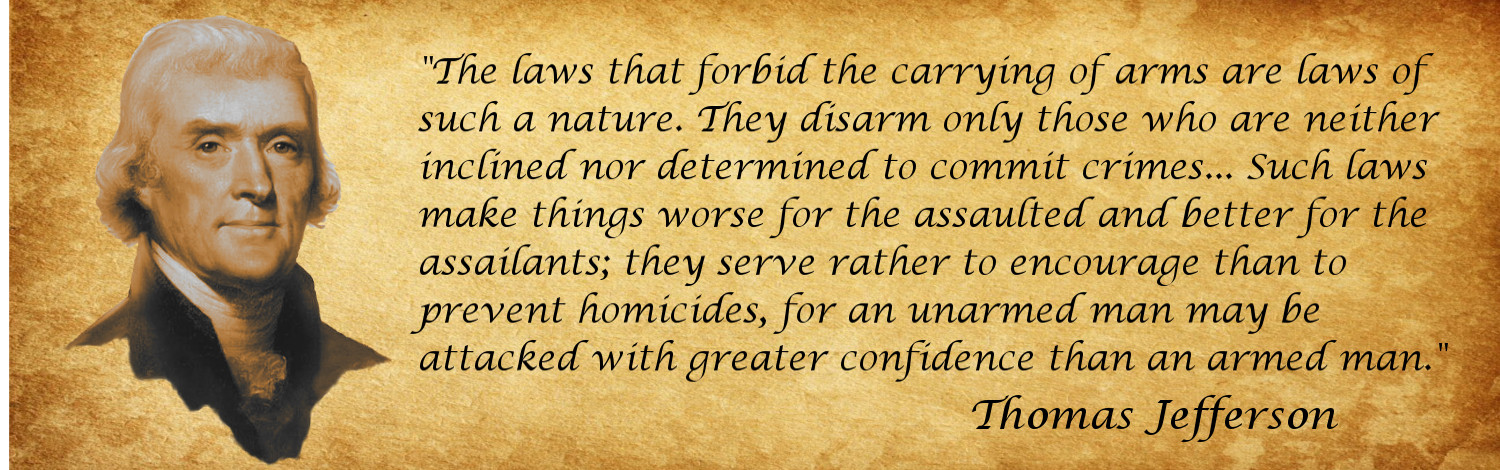 "The laws that forbid the carrying of arms are laws of
such a nature. They disarm only those who are neither
inclined nor determined to commit crimes... Such laws
make things worse for the assaulted and better for the
assailants; they serve rather to encourage than to
prevent homicides, for an unarmed man may be
attacked with greater confidence than an armed man."
Thomas Jefferson